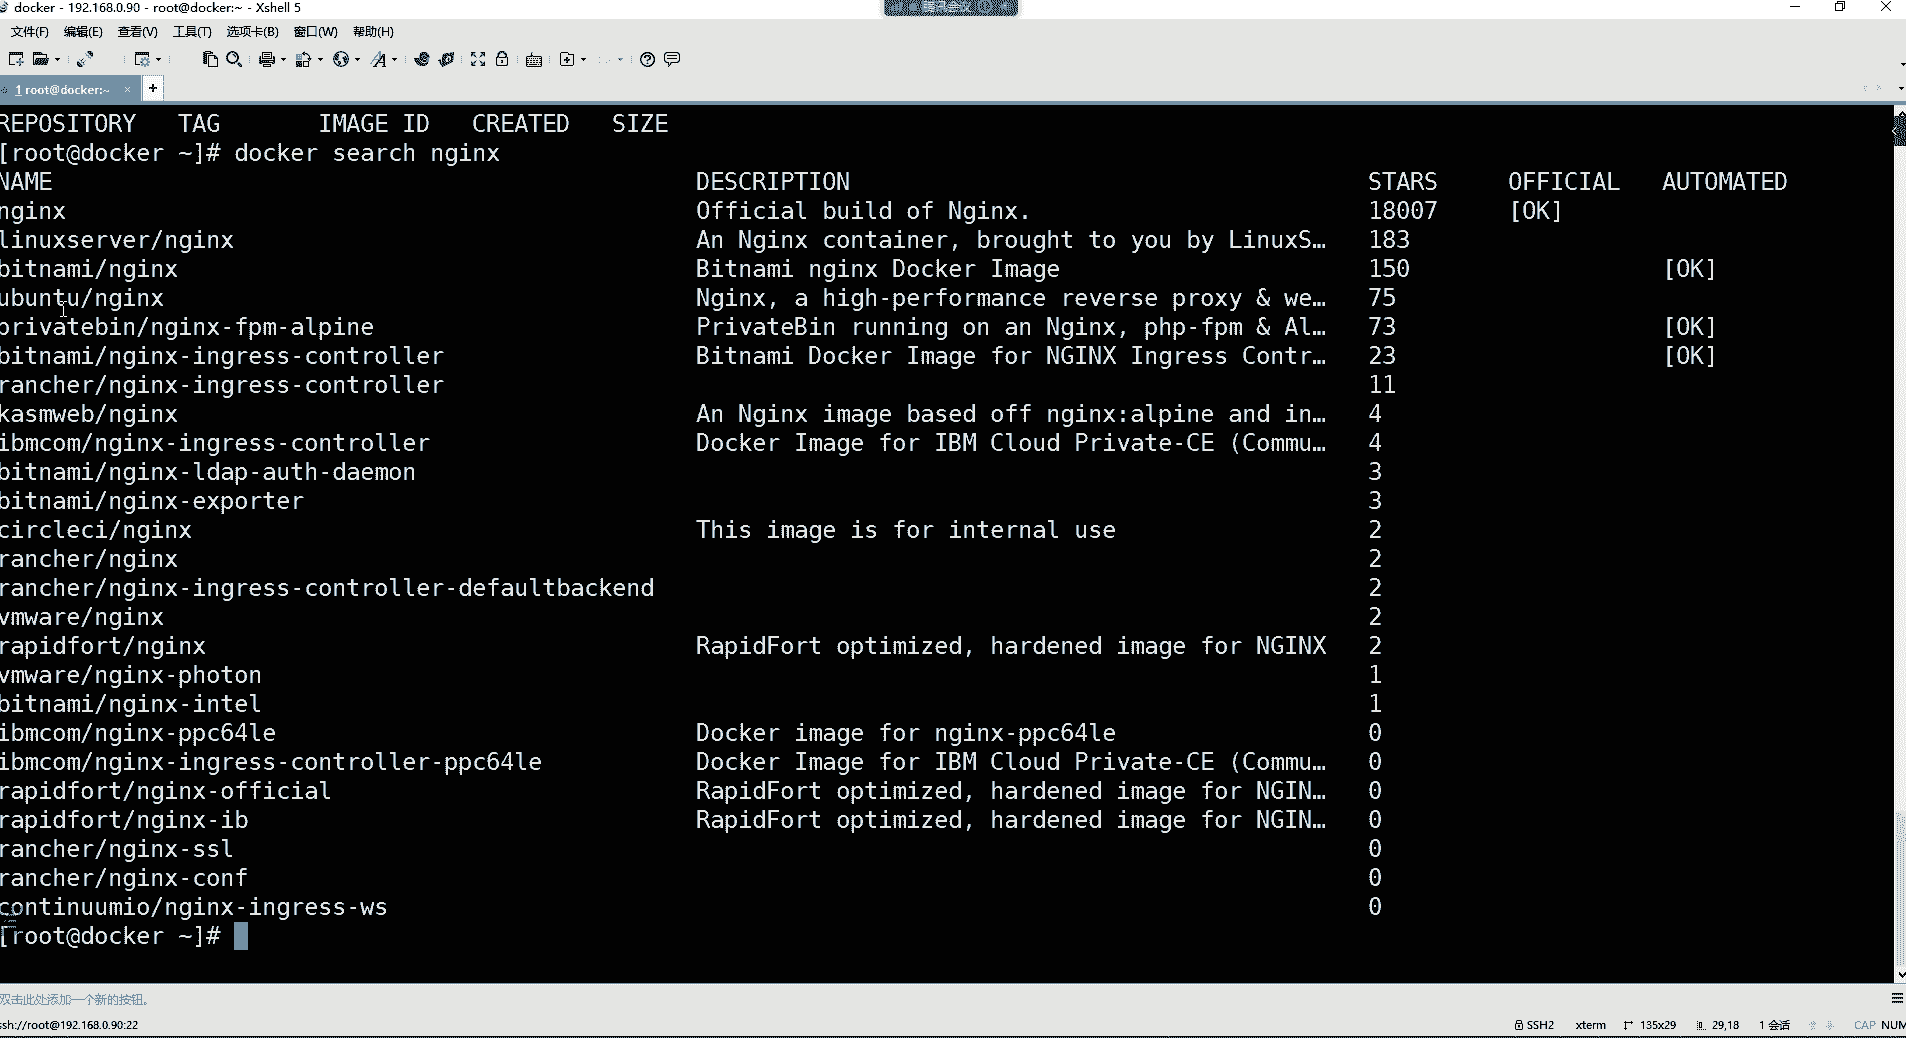 docker - 192.168.0.90 - root@docker:~ - Xshell 5
腾讯会议
文件(F) 编辑(E) 查看(V) 工具(T) 选项卡(B) 窗口(W) 帮助(H)
1 root@docker:~ × +
REPOSITORY TAG IMAGE ID CREATED SIZE
[root@docker ~]# docker search nginx
NAME DESCRIPTION STARS OFFICIAL AUTOMATED
nginx Official build of Nginx. 18007 [OK]
linuxserver/nginx An Nginx container, brought to you by LinuxS… 183
bitnami/nginx Bitnami nginx Docker Image 150 [OK]
ubuntu/nginx Nginx, a high-performance reverse proxy & we… 75
privatebin/nginx-fpm-alpine PrivateBin running on an Nginx, php-fpm & Al… 73 [OK]
bitnami/nginx-ingress-controller Bitnami Docker Image for NGINX Ingress Contr… 23 [OK]
rancher/nginx-ingress-controller 11
kasmweb/nginx An Nginx image based off nginx:alpine and in… 4
ibmcom/nginx-ingress-controller Docker Image for IBM Cloud Private-CE (Commu… 4
bitnami/nginx-ldap-auth-daemon 3
bitnami/nginx-exporter 3
circleci/nginx This image is for internal use 2
rancher/nginx 2
rancher/nginx-ingress-controller-defaultbackend 2
vmware/nginx 2
rapidfort/nginx RapidFort optimized, hardened image for NGINX 2
vmware/nginx-photon 1
bitnami/nginx-intel 1
ibmcom/nginx-ppc64le Docker image for nginx-ppc64le 0
ibmcom/nginx-ingress-controller-ppc64le Docker Image for IBM Cloud Private-CE (Commu… 0
rapidfort/nginx-official RapidFort optimized, hardened image for NGIN… 0
rapidfort/nginx-ib RapidFort optimized, hardened image for NGIN… 0
rancher/nginx-ssl 0
rancher/nginx-conf 0
continuumio/nginx-ingress-ws 0
[root@docker ~]#
双击此处添加一个新的按钮。
ssh://root@192.168.0.90:22 SSH2 xterm 135x29 29,18 1 会话 CAP NUM